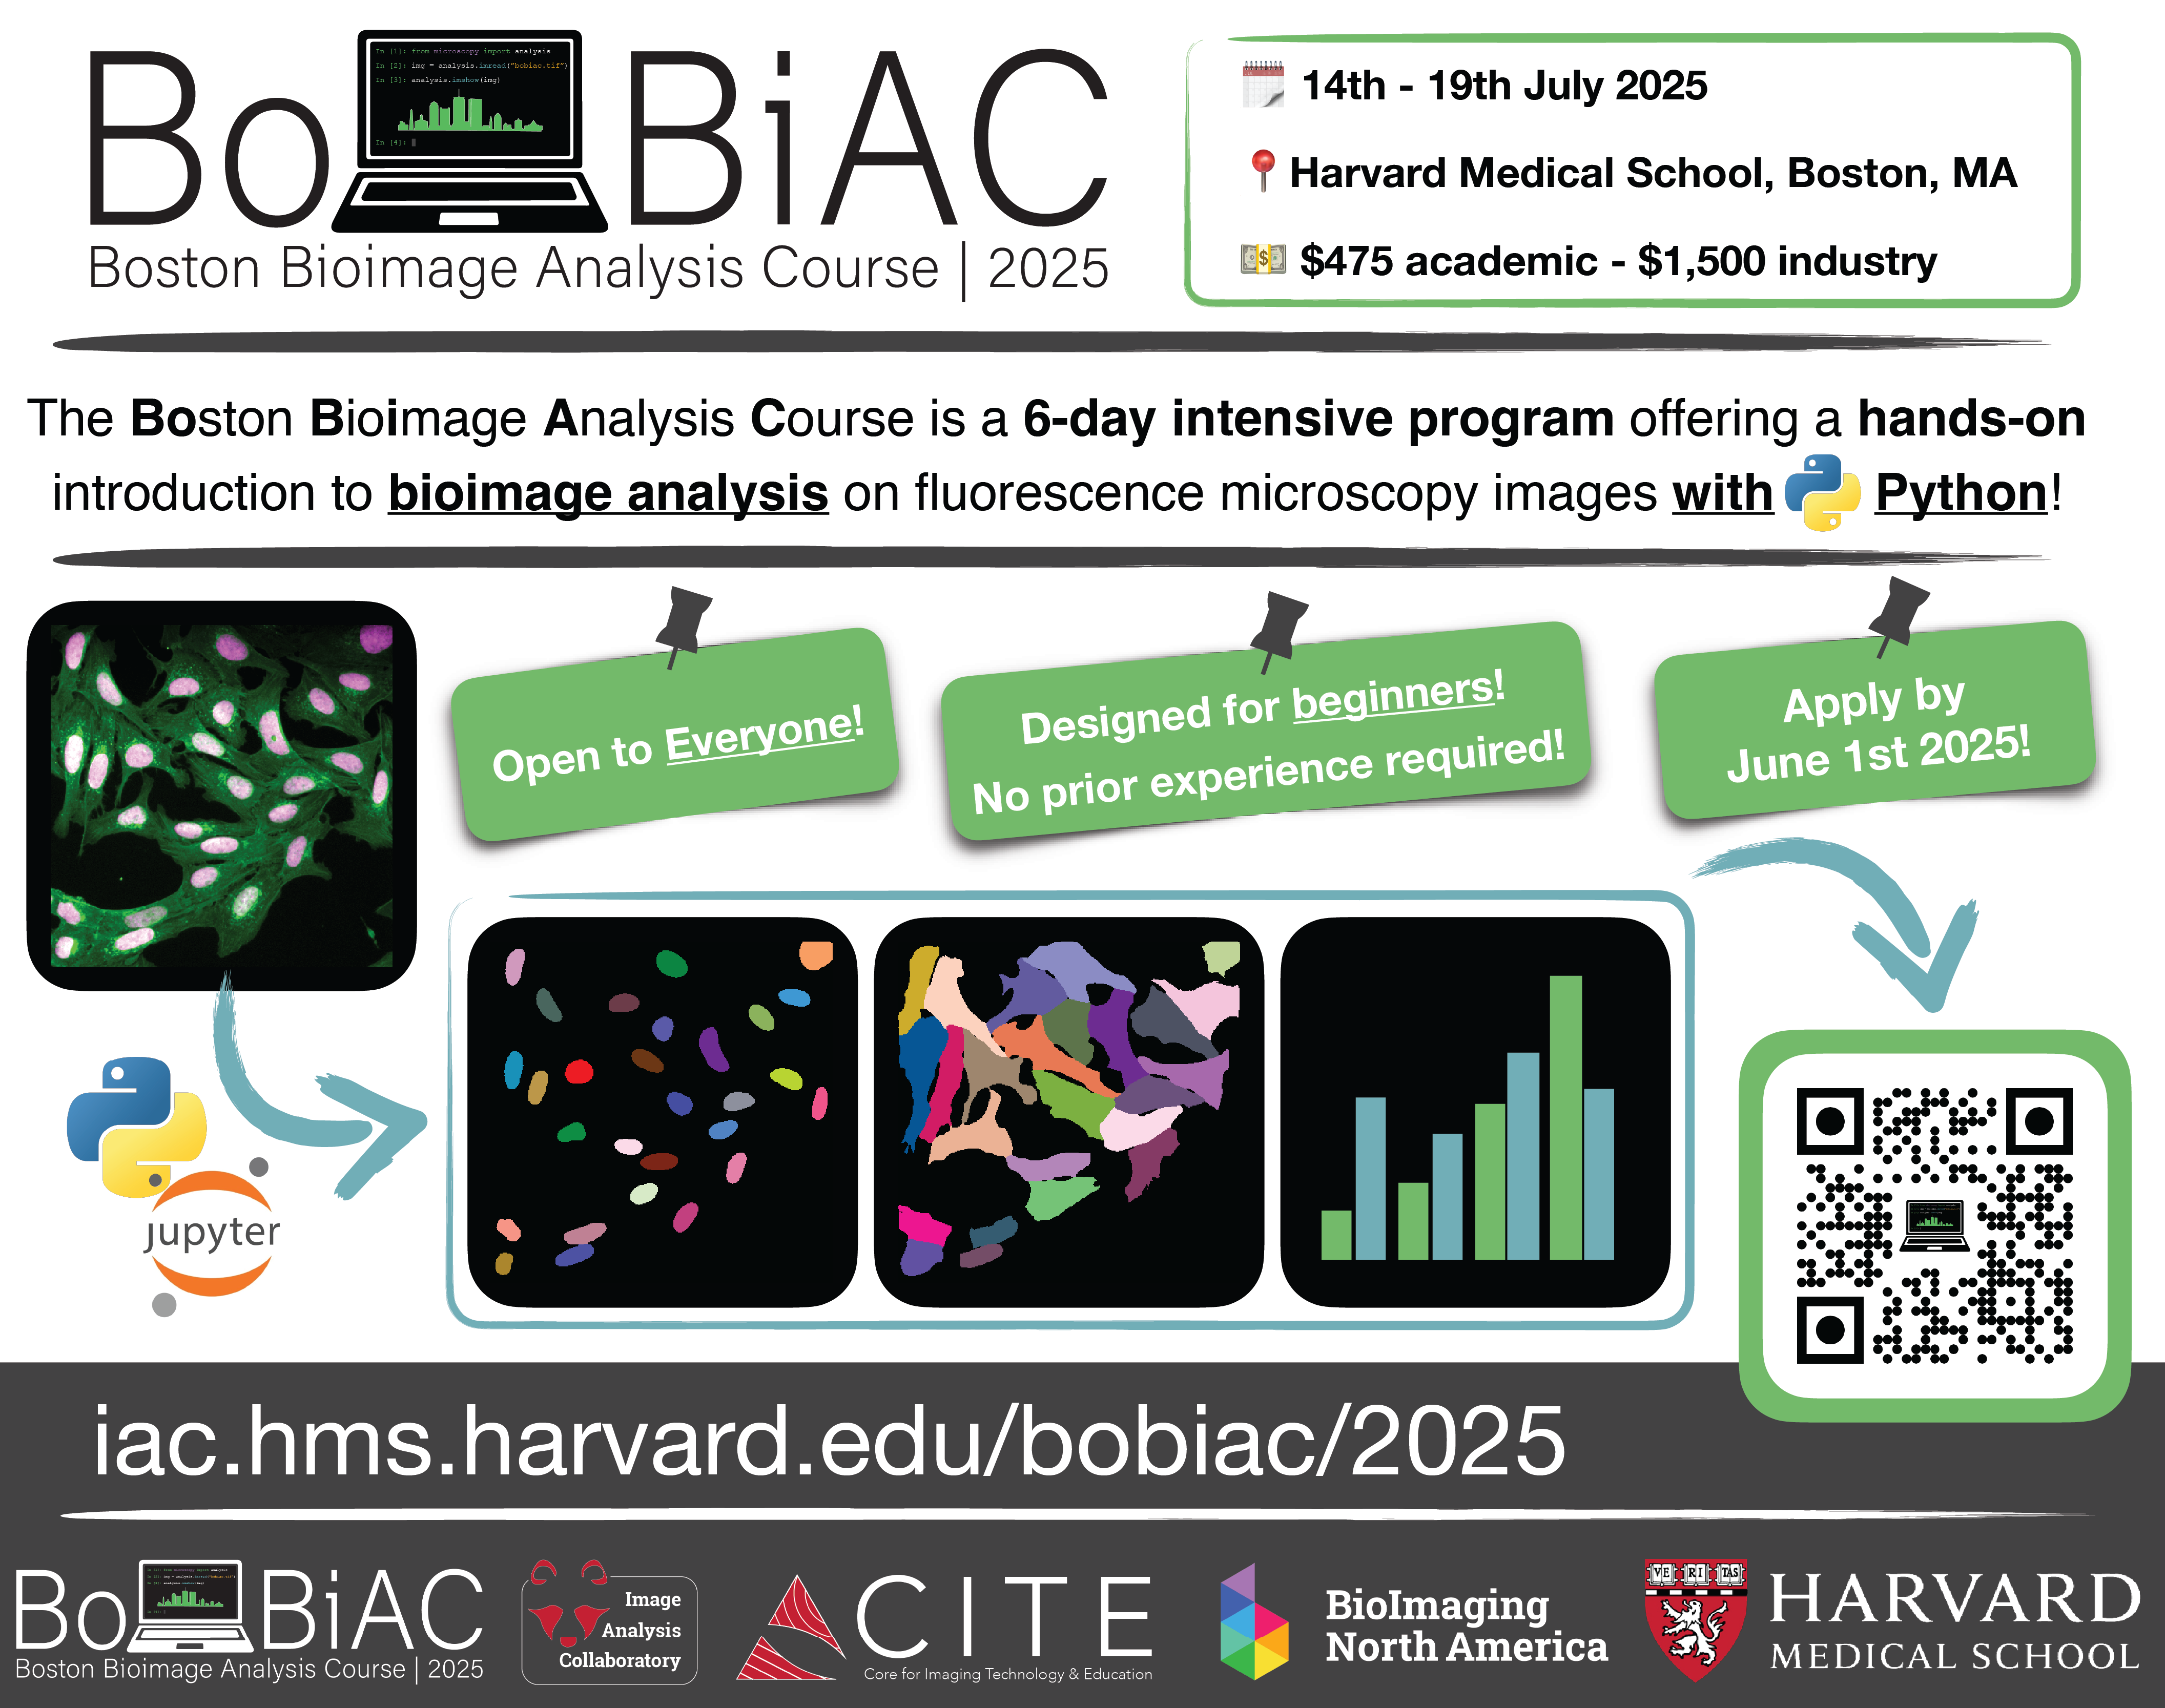 Bo BiAC
In [1]: from microscopy import analysis
In [2]: img = analysis.imread("bobiac.tif")
In [3]: analysis.imshow(img)
In [4]:
Boston Bioimage Analysis Course | 2025
14th - 19th July 2025
Harvard Medical School, Boston, MA
$475 academic - $1,500 industry
The Boston Bioimage Analysis Course is a 6-day intensive program offering a hands-on
introduction to bioimage analysis on fluorescence microscopy images with Python!
Open to Everyone!
Designed for beginners!
No prior experience required!
Apply by
June 1st 2025!
jupyter
iac.hms.harvard.edu/bobiac/2025
Bo BiAC
Boston Bioimage Analysis Course | 2025
Image
Analysis
Collaboratory
CITE
Core for Imaging Technology & Education
BioImaging
North America
VE RI TAS
HARVARD
MEDICAL SCHOOL